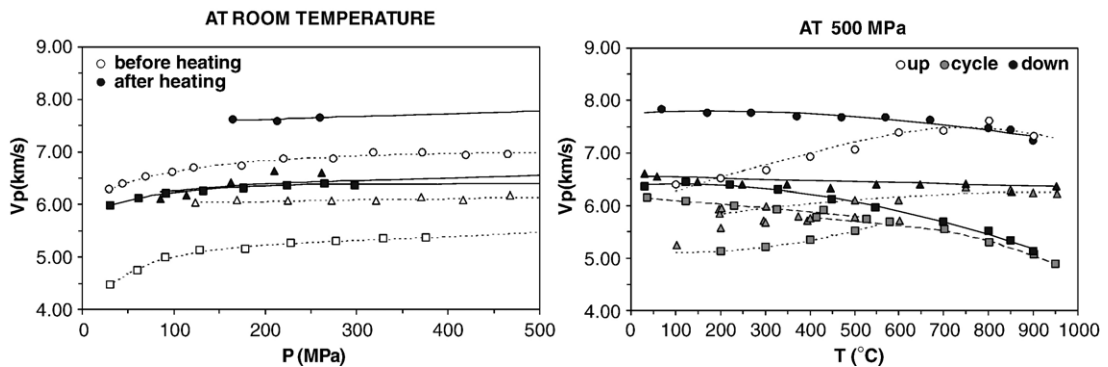 AT ROOM TEMPERATURE
9.00
8.00
7.00
6.00
5.00
4.00
Vp(km/s)
before heating
after heating
0 100 200 300 400 500
P (MPa)
AT 500 MPa
9.00
8.00
7.00
6.00
5.00
4.00
Vp(km/s)
up cycle down
0 100 200 300 400 500 600 700 800 900 1000
T (°C)